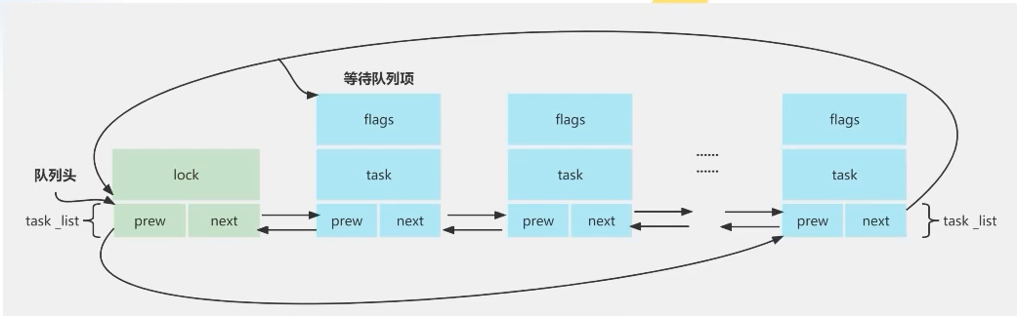 等待队列项
flags
flags
flags
lock
task
task
......
......
task
队列头
task _list
prew
next
prew
next
prew
next
prew
next
task _list